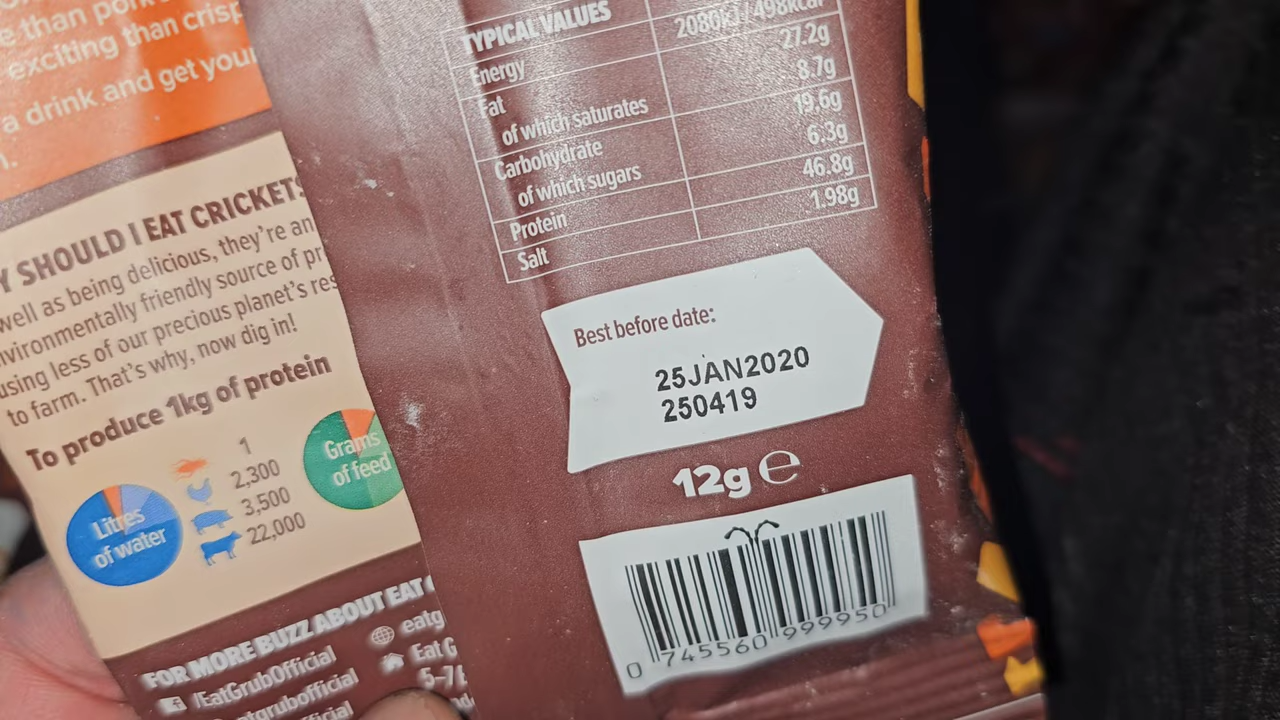 e than pork
exciting than crisp
a drink and get your
Y SHOULD I EAT CRICKETS
well as being delicious, they're an
nvironmentally friendly source of pr
using less of our precious planet's res
to farm. That's why, now dig in!
To produce 1kg of protein
Litres
of water
1
2,300
3,500
22,000
Grams
of feed
FOR MORE BUZZ ABOUT EAT
/EatGrubOfficial
tgrubofficial
ficial
eatg
Eat G
5-7
TYPICAL VALUES
Energy 2080kJ / 498kcal
Fat 27.2g
of which saturates 8.7g
Carbohydrate 19.6g
of which sugars 6.3g
Protein 46.8g
Salt 1.98g
Best before date:
25JAN2020
250419
12g e
0 745560 999950